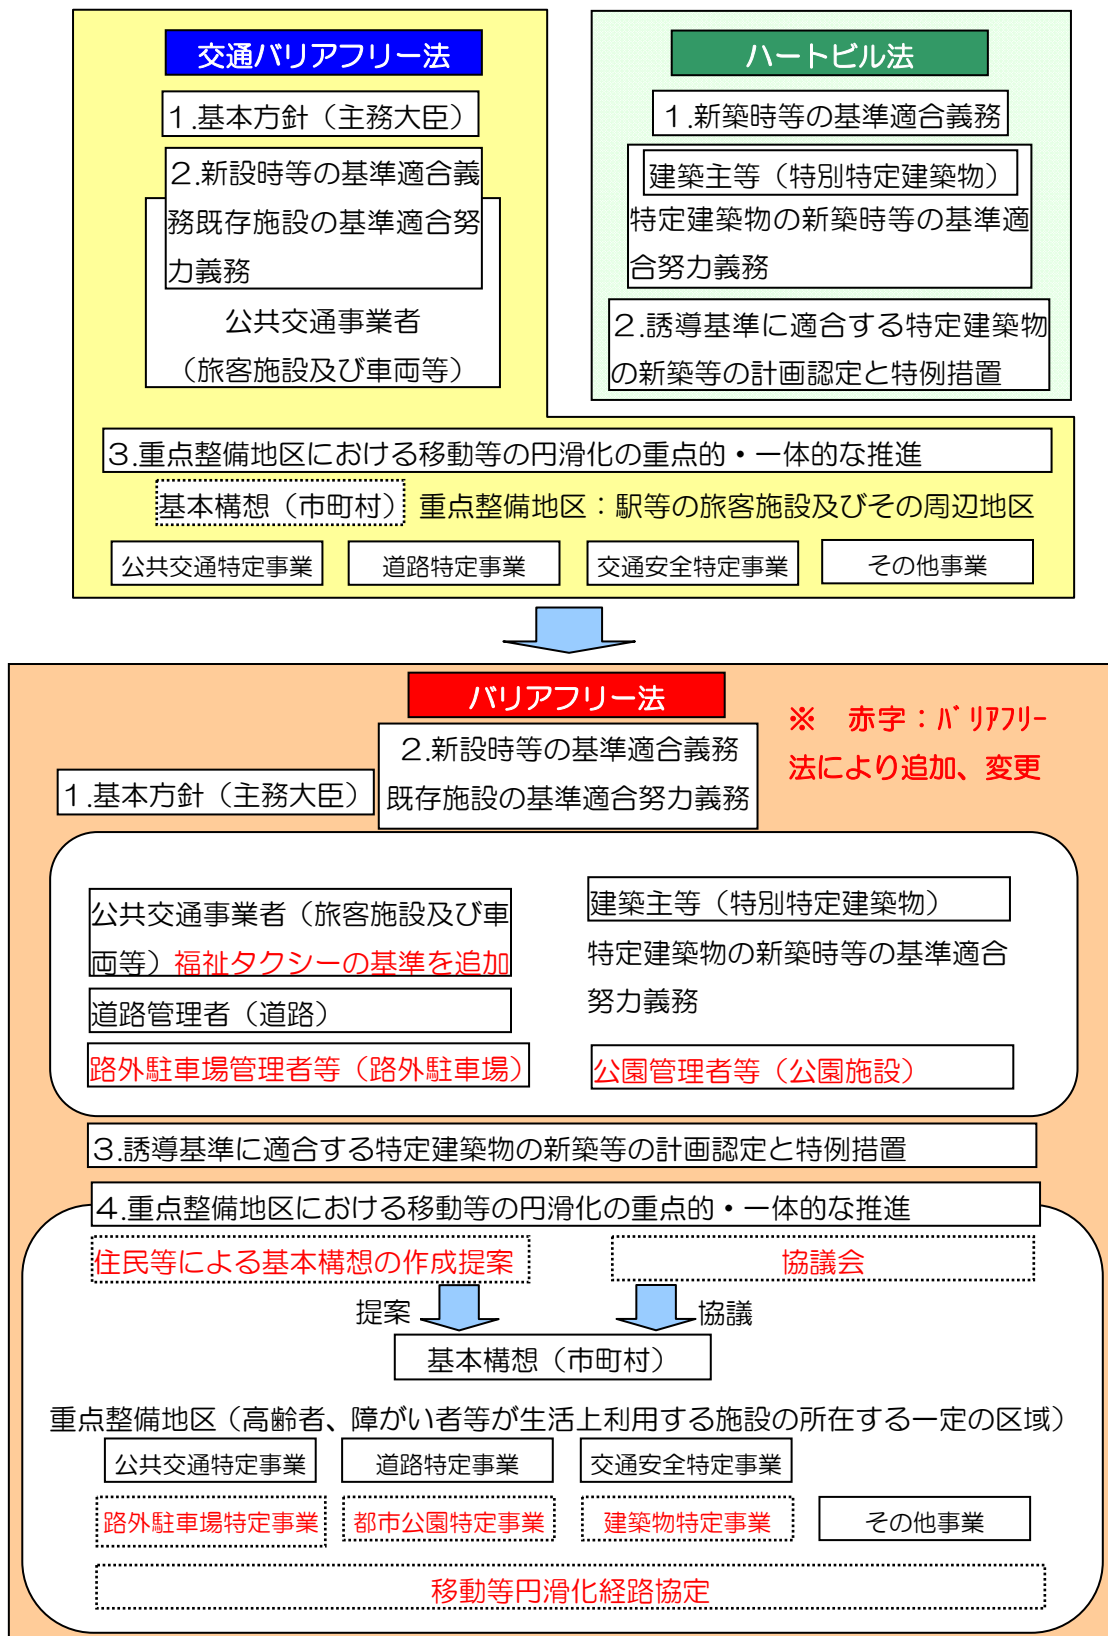 交通バリアフリー法
1.基本方針（主務大臣）
2.新設時等の基準適合義
務既存施設の基準適合努
力義務
公共交通事業者
（旅客施設及び車両等）
ハートビル法
1.新築時等の基準適合義務
建築主等（特別特定建築物）
特定建築物の新築時等の基準適
合努力義務
2.誘導基準に適合する特定建築物
の新築等の計画認定と特例措置
3.重点整備地区における移動等の円滑化の重点的・一体的な推進
基本構想（市町村）
重点整備地区：駅等の旅客施設及びその周辺地区
公共交通特定事業
道路特定事業
交通安全特定事業
その他事業
バリアフリー法
※　赤字：ﾊﾞﾘｱﾌﾘｰ
法により追加、変更
1.基本方針（主務大臣）
2.新設時等の基準適合義務
既存施設の基準適合努力義務
公共交通事業者（旅客施設及び車
両等）福祉タクシーの基準を追加
道路管理者（道路）
路外駐車場管理者等（路外駐車場）
建築主等（特別特定建築物）
特定建築物の新築時等の基準適合
努力義務
公園管理者等（公園施設）
3.誘導基準に適合する特定建築物の新築等の計画認定と特例措置
4.重点整備地区における移動等の円滑化の重点的・一体的な推進
住民等による基本構想の作成提案
協議会
提案
協議
基本構想（市町村）
重点整備地区（高齢者、障がい者等が生活上利用する施設の所在する一定の区域）
公共交通特定事業
道路特定事業
交通安全特定事業
路外駐車場特定事業
都市公園特定事業
建築物特定事業
その他事業
移動等円滑化経路協定